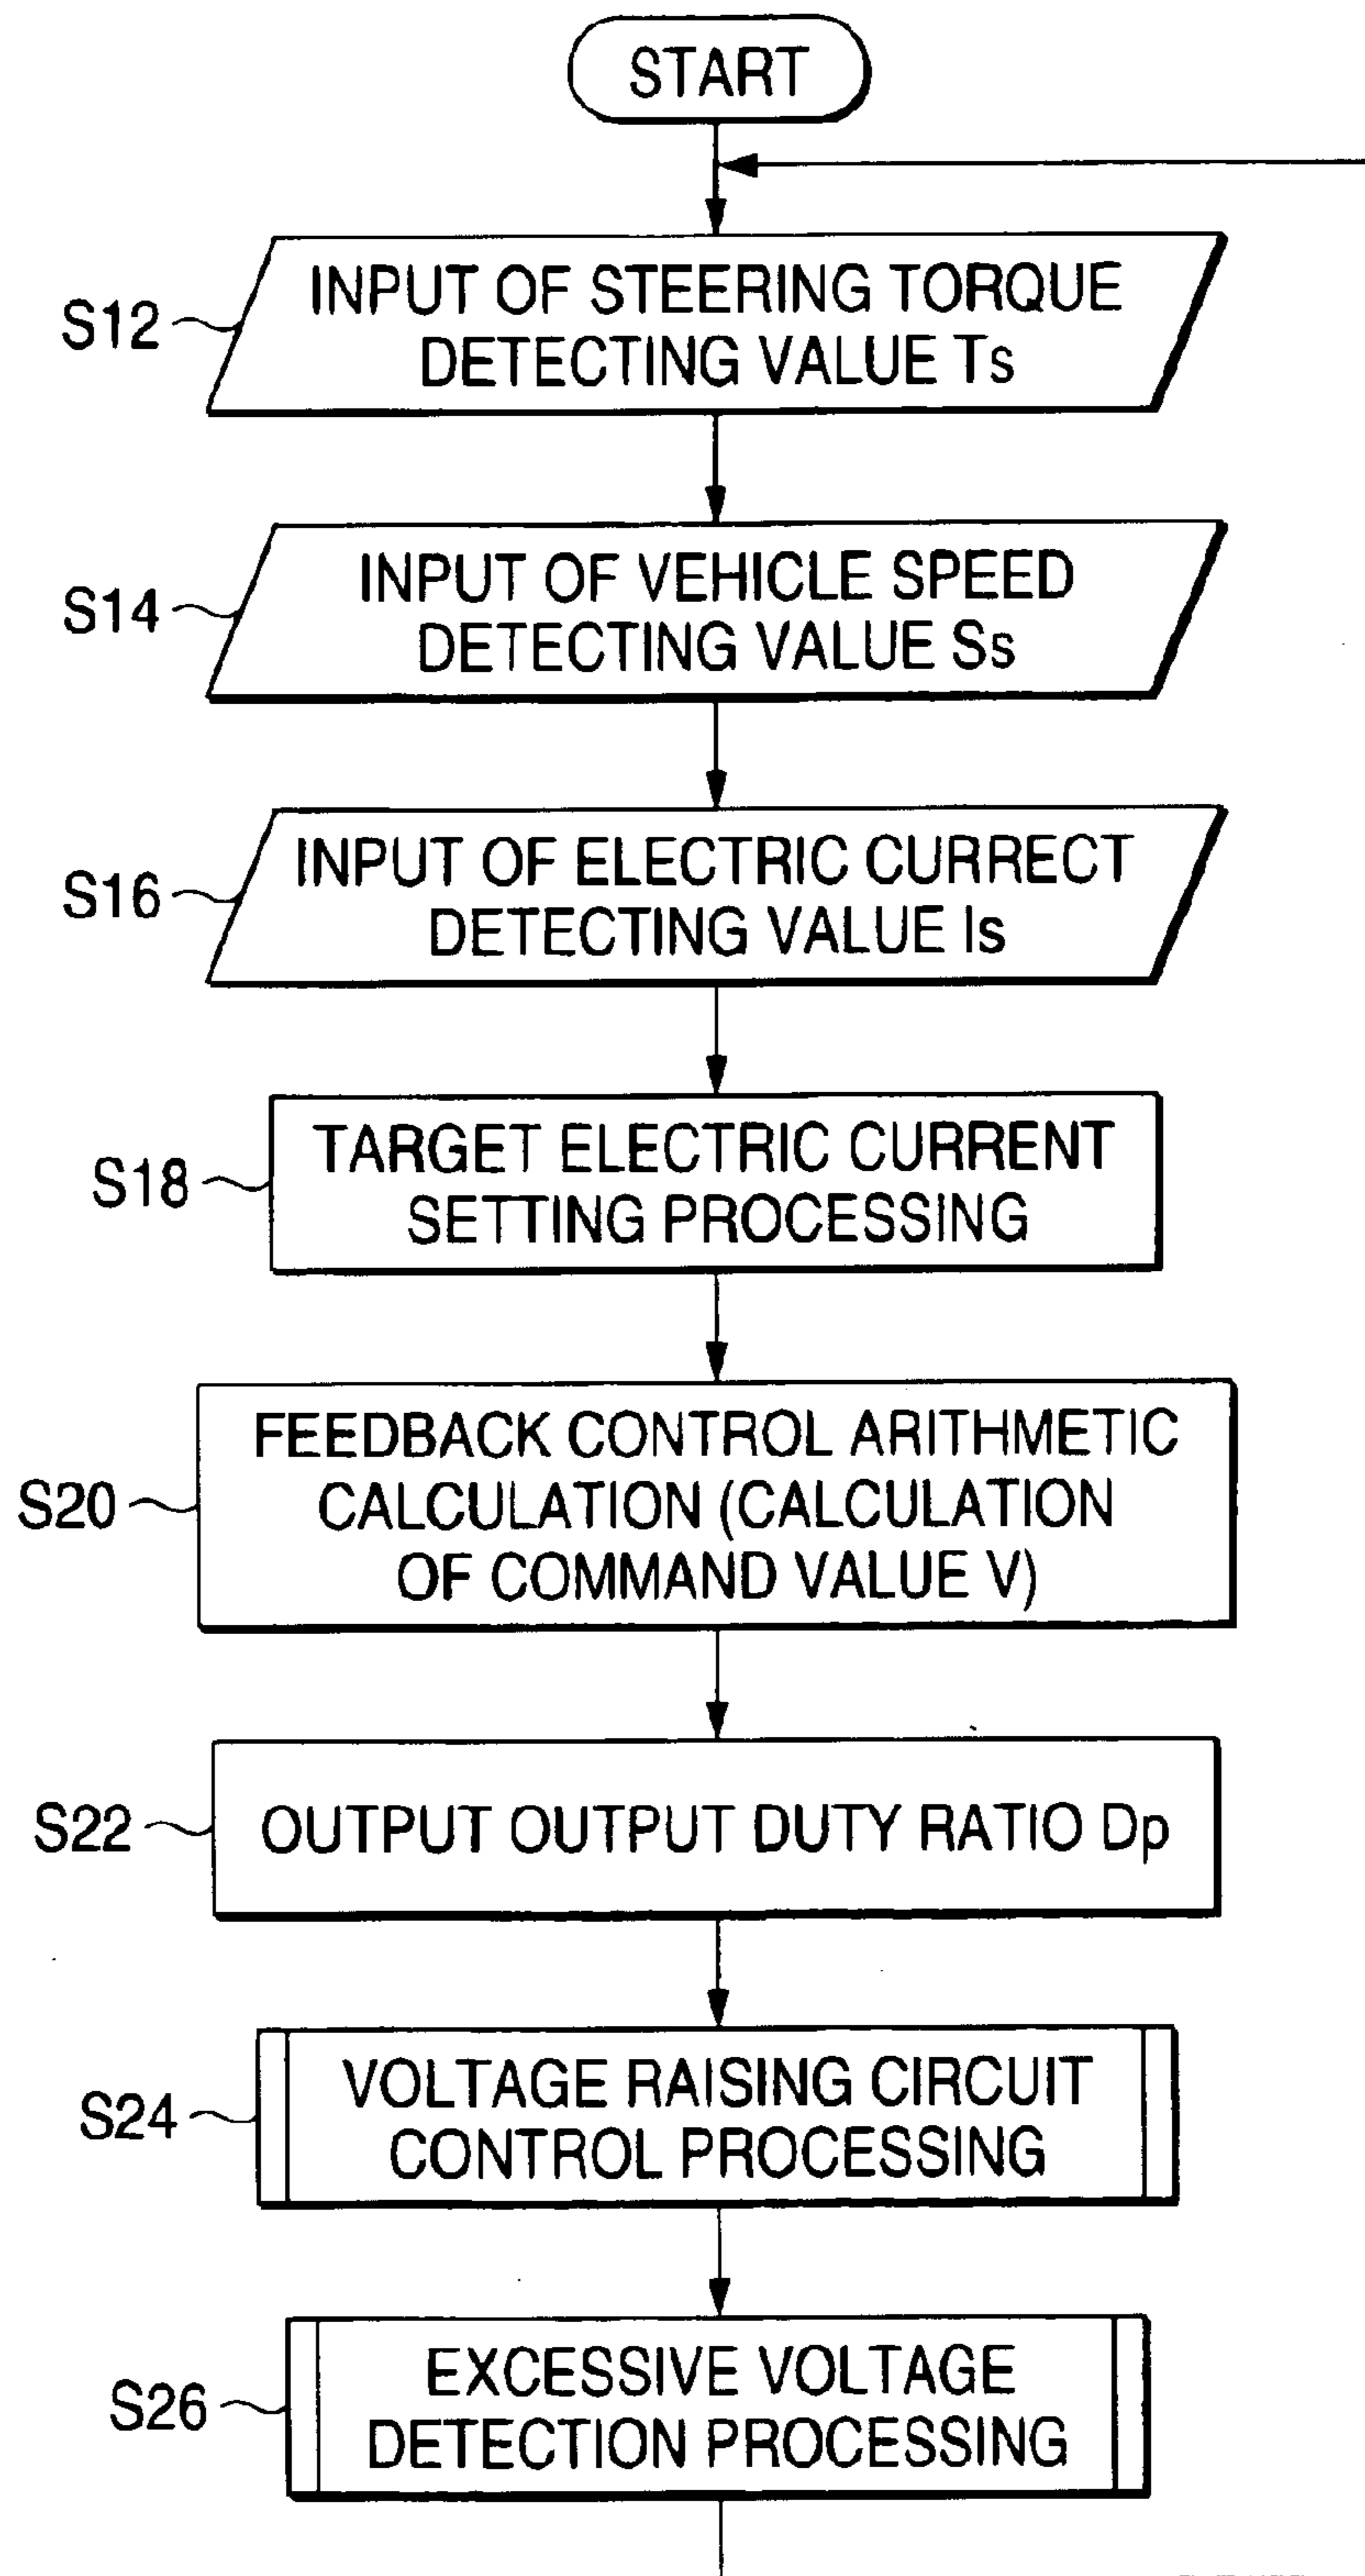 START
S12
INPUT OF STEERING TORQUE
DETECTING VALUE Ts
S14
INPUT OF VEHICLE SPEED
DETECTING VALUE Ss
S16
INPUT OF ELECTRIC CURRECT
DETECTING VALUE Is
S18
TARGET ELECTRIC CURRENT
SETTING PROCESSING
S20
FEEDBACK CONTROL ARITHMETIC
CALCULATION (CALCULATION
OF COMMAND VALUE V)
S22
OUTPUT OUTPUT DUTY RATIO Dp
S24
VOLTAGE RAISING CIRCUIT
CONTROL PROCESSING
S26
EXCESSIVE VOLTAGE
DETECTION PROCESSING